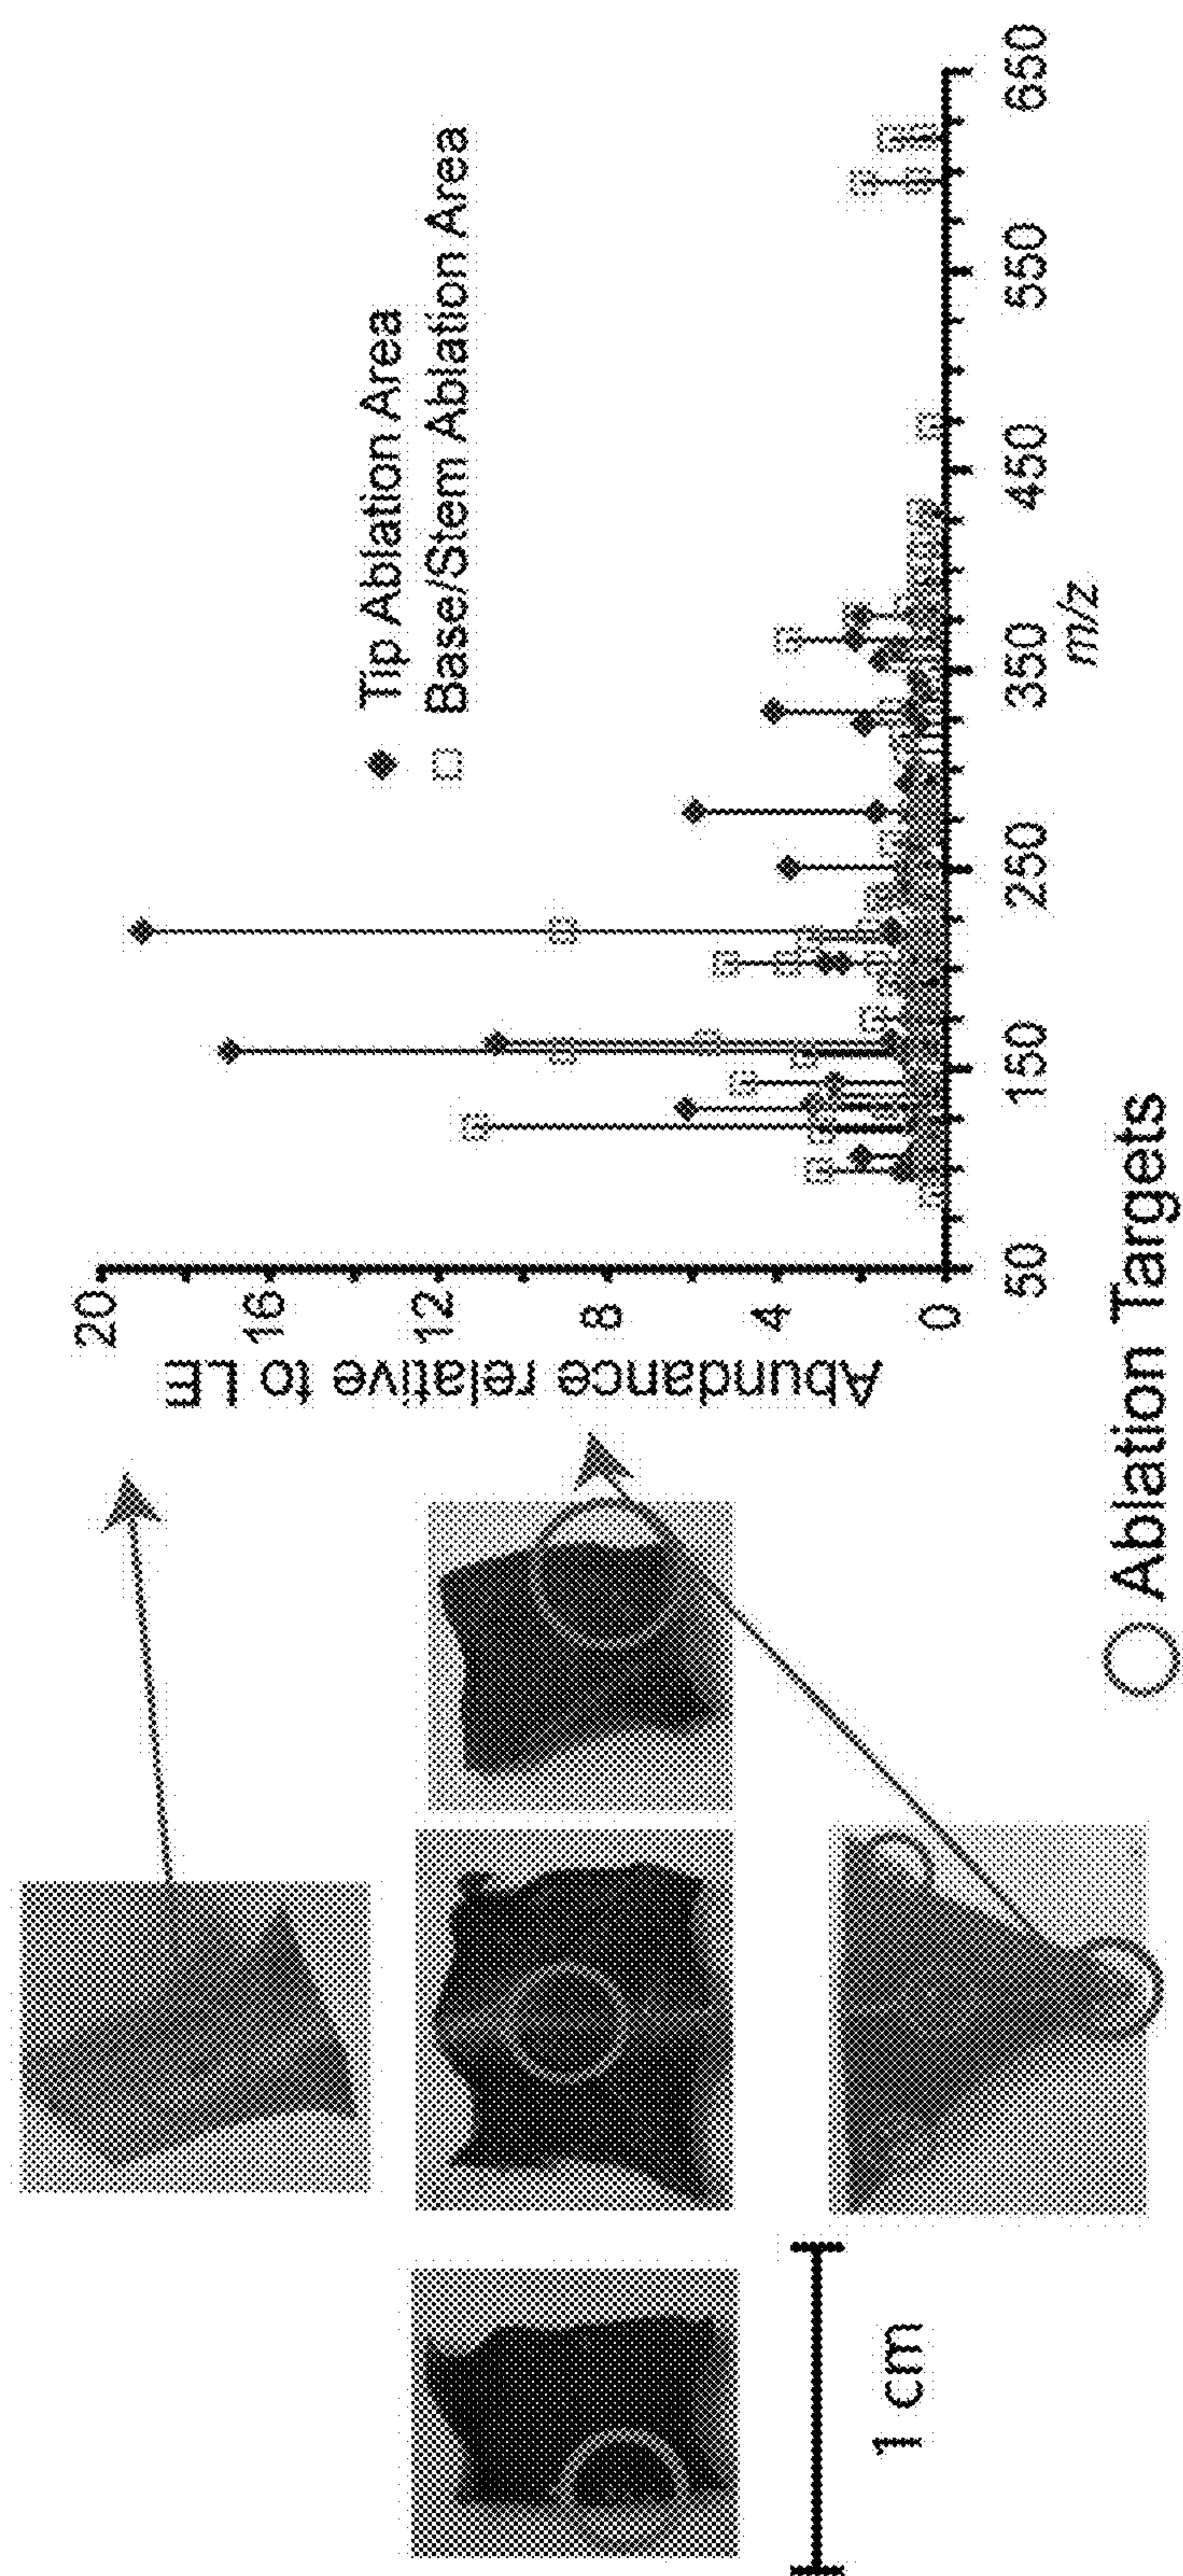 ◆ Tip Ablation Area
□ Base/Stem Ablation Area
Abundance relative to LE
20
16
12
8
4
0
50
150
250
350
450
550
650
m/z
1 cm
○ Ablation Targets